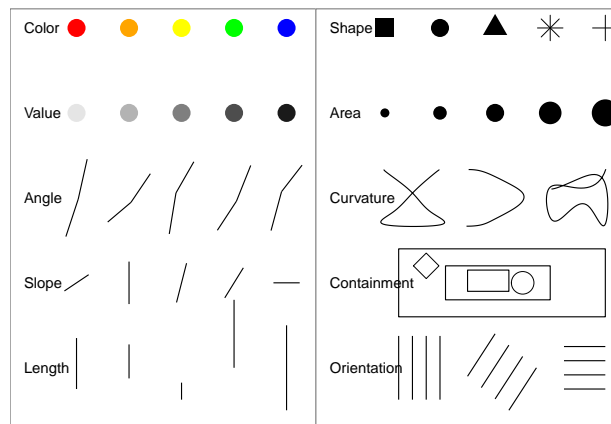 Color
Value
Angle
Slope
Length
Shape
Area
Curvature
Containment
Orientation